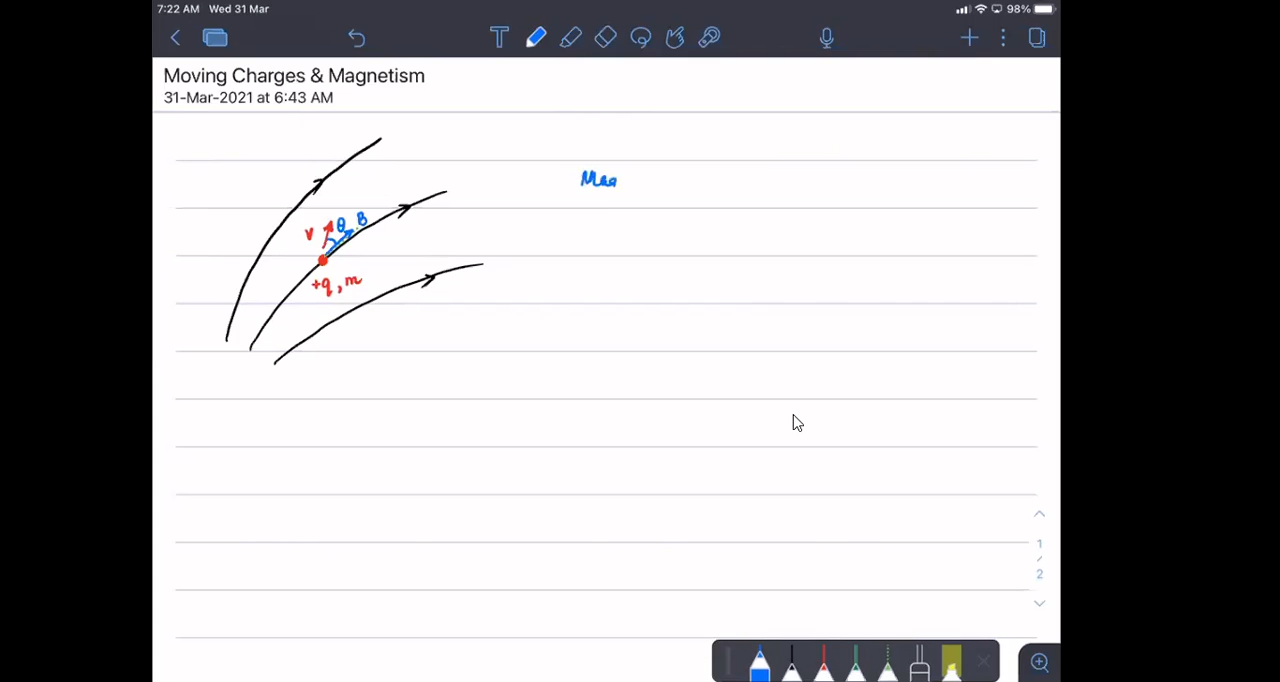 7:22 AM Wed 31 Mar
98%
T
Moving Charges & Magnetism
31-Mar-2021 at 6:43 AM
v θ B
+q, m
1
2